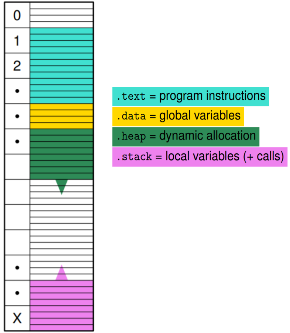 0
1
2
•
•
•
•
•
X
.text = program instructions
.data = global variables
.heap = dynamic allocation
.stack = local variables (+ calls)